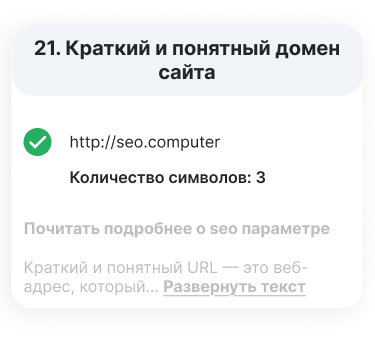 21. Краткий и понятный домен
сайта
http://seo.computer
Количество символов: 3
Почитать подробнее о seo параметре
Краткий и понятный URL — это веб-
адрес, который... Развернуть текст